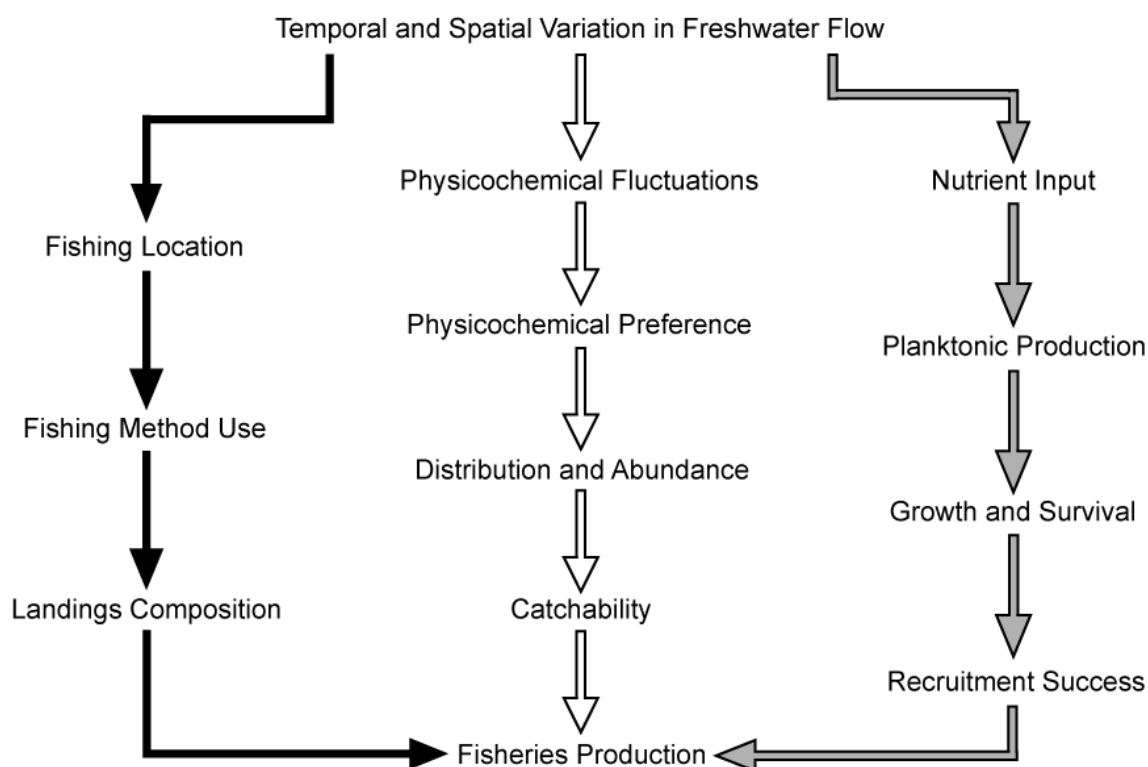 Temporal and Spatial Variation in Freshwater Flow
Fishing Location
Fishing Method Use
Landings Composition
Physicochemical Fluctuations
Physicochemical Preference
Distribution and Abundance
Catchability
Nutrient Input
Planktonic Production
Growth and Survival
Recruitment Success
Fisheries Production